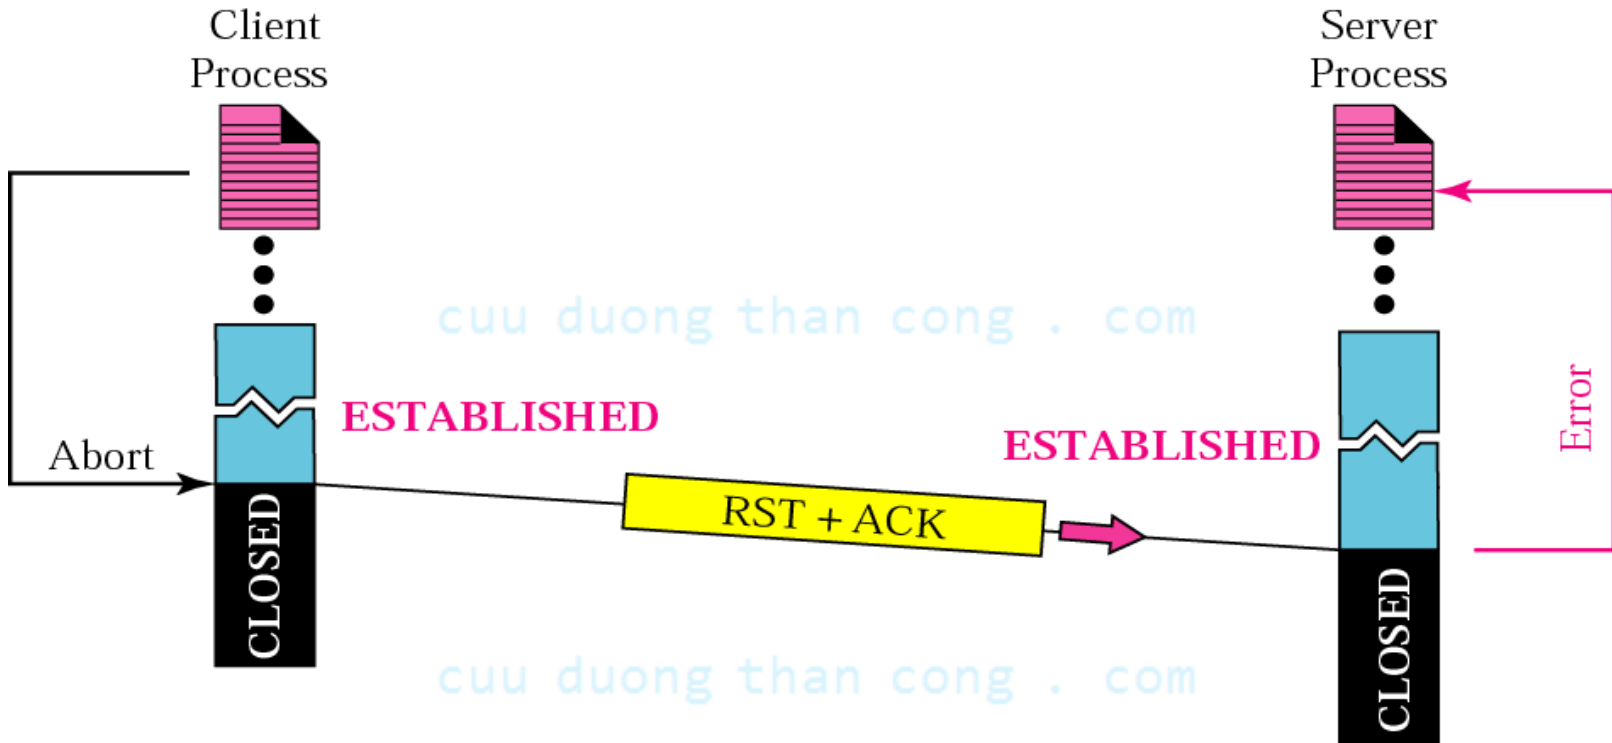 Client
Process
Server
Process
cuu duong than cong . com
ESTABLISHED
ESTABLISHED
Error
Abort
RST + ACK
CLOSED
CLOSED
cuu duong than cong . com